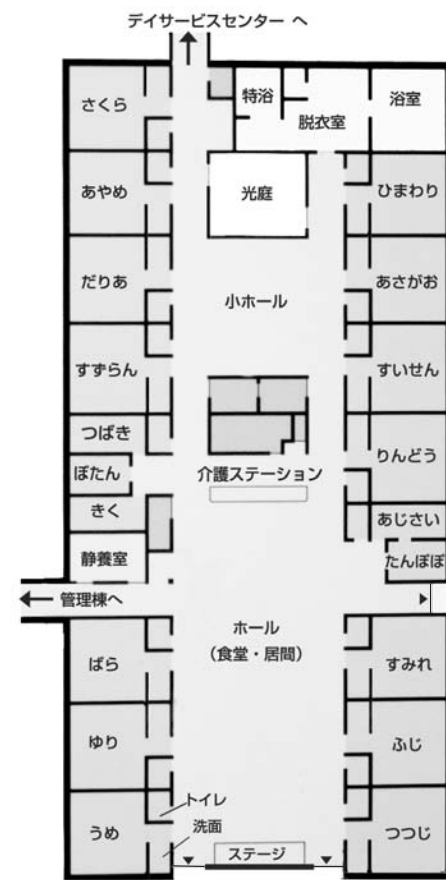 デイサービスセンター へ
さくら
特浴
浴室
脱衣室
あやめ
光庭
ひまわり
だりあ
小ホール
あさがお
すずらん
すいせん
つばき
りんどう
ぼたん
介護ステーション
きく
あじさい
静養室
たんぽぽ
管理棟へ
ばら
ホール
(食堂・居間)
すみれ
ゆり
ふじ
トイレ
うめ
洗面
ステージ
つつじ